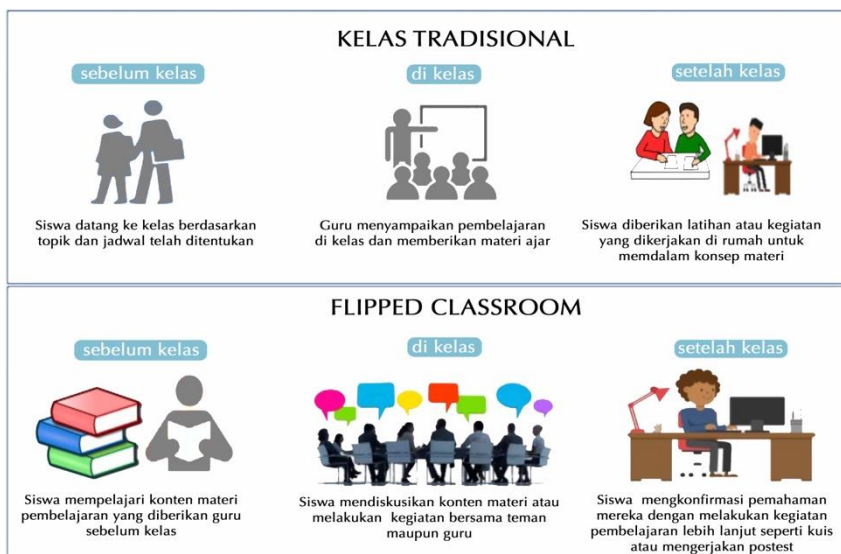 KELAS TRADISIONAL
sebelum kelas
di kelas
setelah kelas
Siswa datang ke kelas berdasarkan
topik dan jadwal telah ditentukan
Guru menyampaikan pembelajaran
di kelas dan memberikan materi ajar
Siswa diberikan latihan atau kegiatan
yang dikerjakan di rumah untuk
memdalam konsep materi
FLIPPED CLASSROOM
sebelum kelas
di kelas
setelah kelas
Siswa mempelajari konten materi
pembelajaran yang diberikan guru
sebelum kelas
Siswa mendiskusikan konten materi atau
melakukan kegiatan bersama teman
maupun guru
Siswa mengkonfirmasi pemahaman
mereka dengan melakukan kegiatan
pembelajaran lebih lanjut seperti kuis
atau mengerjakan postest